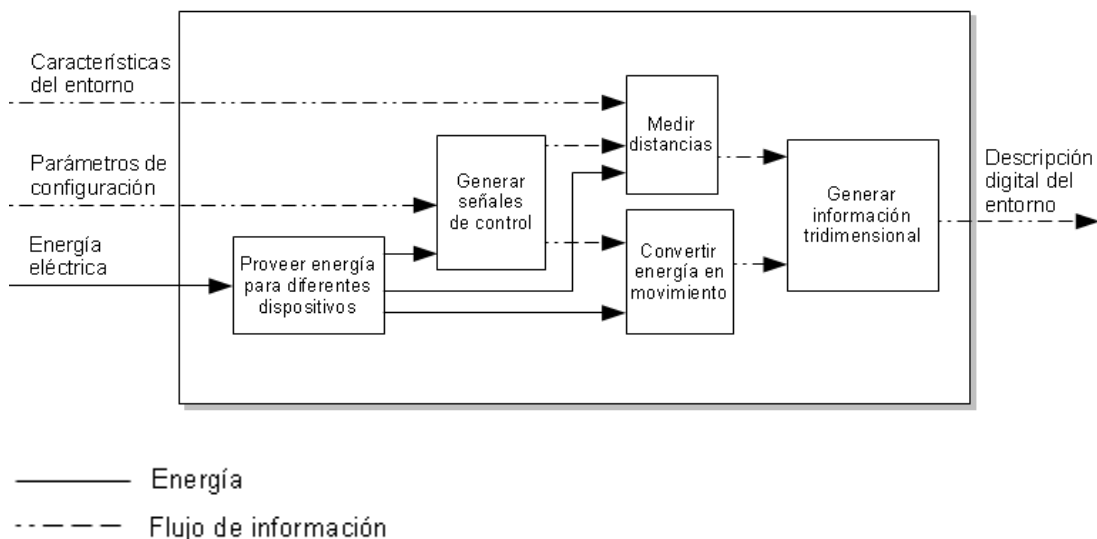 Características
del entorno
Parámetros de
configuración
Energía
eléctrica
Proveer energía
para diferentes
dispositivos
Generar
señales
de control
Medir
distancias
Convertir
energía en
movimiento
Generar
información
tridimensional
Descripción
digital del
entorno
Energía
Flujo de información